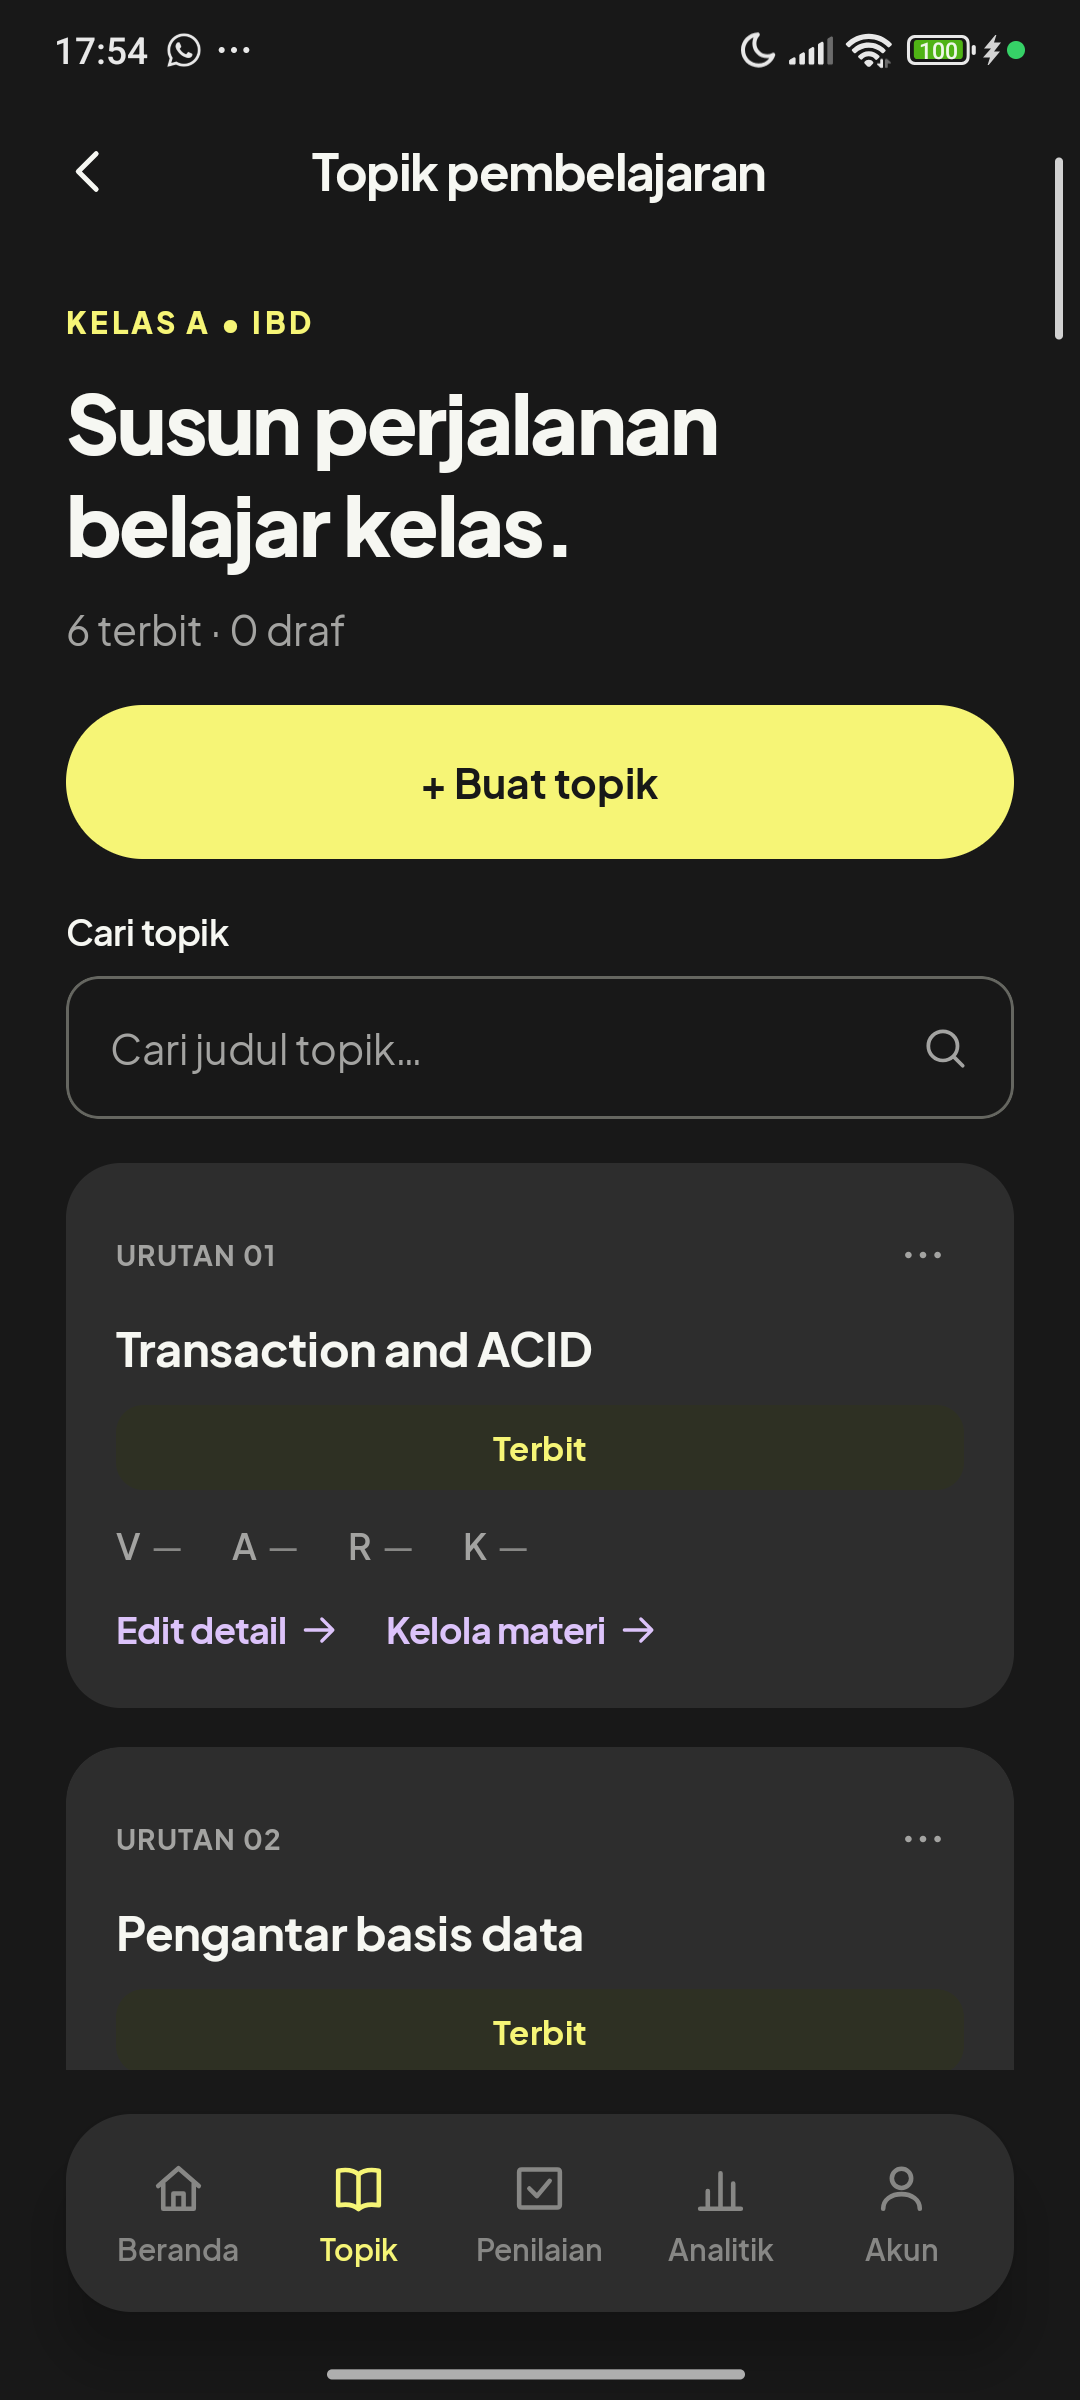 17:54
100
Topik pembelajaran
KELAS A • IBD
Susun perjalanan
belajar kelas.
6 terbit · 0 draf
+ Buat topik
Cari topik
Cari judul topik...
URUTAN 01
Transaction and ACID
Terbit
V — A — R — K —
Edit detail → Kelola materi →
URUTAN 02
Pengantar basis data
Terbit
Beranda Topik Penilaian Analitik Akun